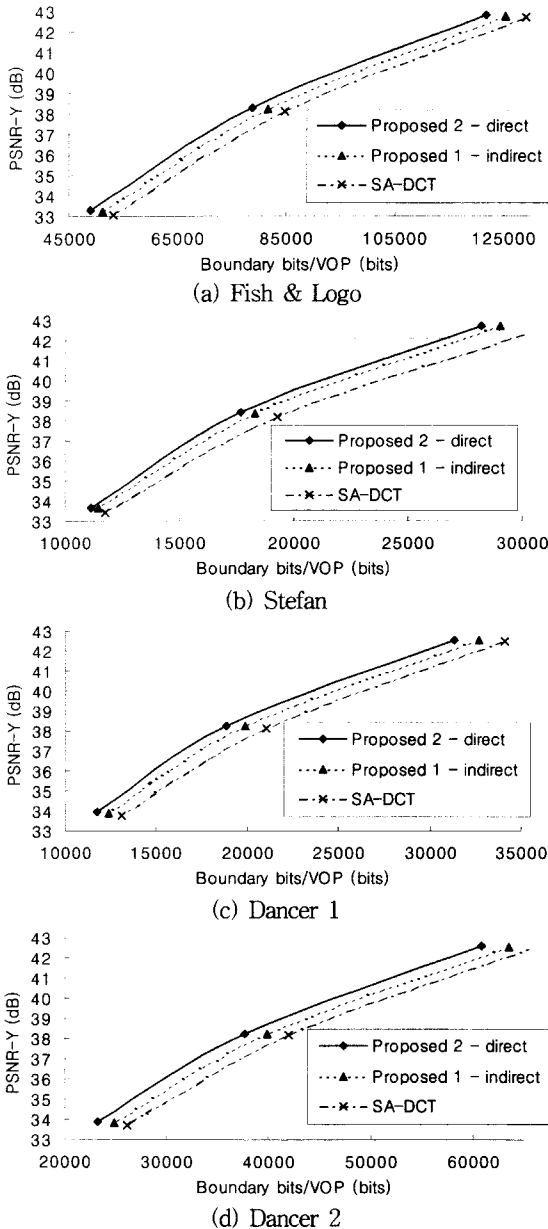 43
42
41
40
39
38
37
36
35
34
33
PSNR-Y (dB)
Proposed 2 - direct
Proposed 1 - indirect
SA-DCT
45000 65000 85000 105000 125000
Boundary bits/VOP (bits)
(a) Fish & Logo
43
42
41
40
39
38
37
36
35
34
33
PSNR-Y (dB)
Proposed 2 - direct
Proposed 1 - indirect
SA-DCT
10000 15000 20000 25000 30000
Boundary bits/VOP (bits)
(b) Stefan
43
42
41
40
39
38
37
36
35
34
33
PSNR-Y (dB)
Proposed 2 - direct
Proposed 1 - indirect
SA-DCT
10000 15000 20000 25000 30000 35000
Boundary bits/VOP (bits)
(c) Dancer 1
43
42
41
40
39
38
37
36
35
34
33
PSNR-Y (dB)
Proposed 2 - direct
Proposed 1 - indirect
SA-DCT
20000 30000 40000 50000 60000
Boundary bits/VOP (bits)
(d) Dancer 2